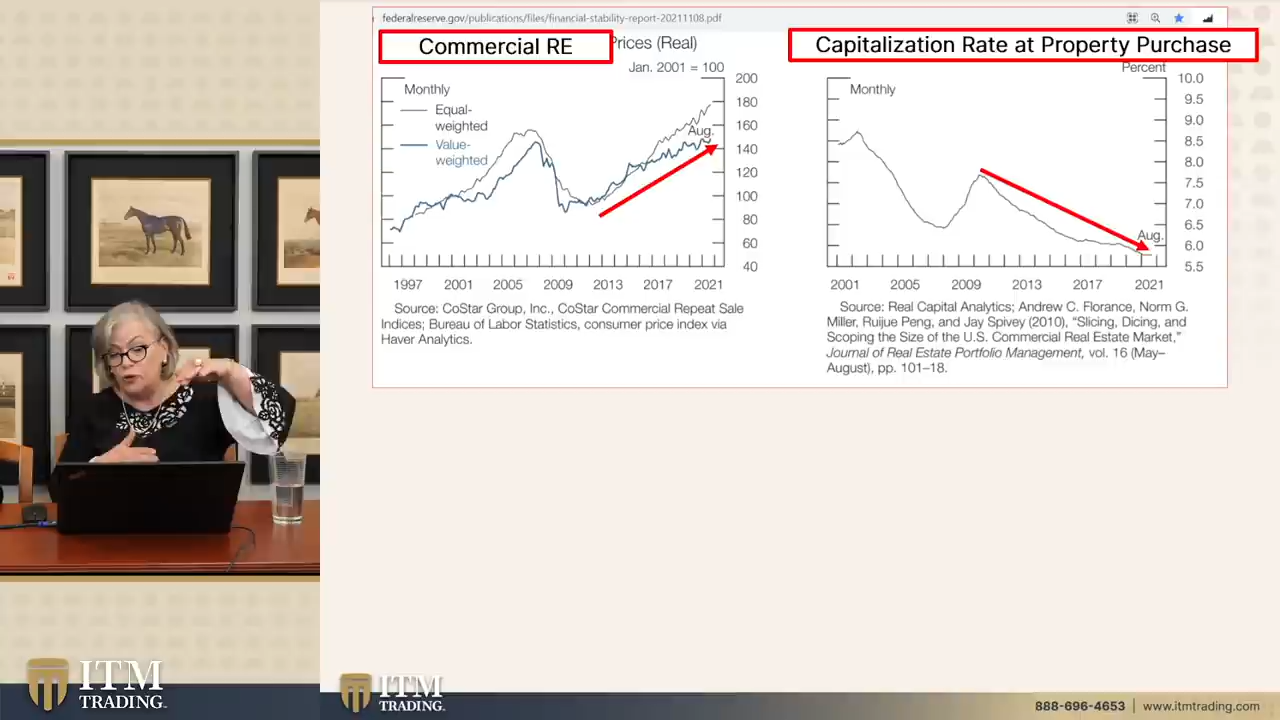 federalreserve.gov/publications/files/financial-stability-report-20211108.pdf
Commercial RE
Prices (Real)
Capitalization Rate at Property Purchase
Jan. 2001 = 100
200
Monthly
180
Equal-
weighted
160
Aug.
Value-
weighted
140
120
100
80
60
40
1997
2001
2005
2009
2013
2017
2021
Source: CoStar Group, Inc., CoStar Commercial Repeat Sale
Indices; Bureau of Labor Statistics, consumer price index via
Haver Analytics.
Percent
10.0
Monthly
9.5
9.0
8.5
8.0
7.5
7.0
6.5
Aug.
6.0
5.5
2001
2005
2009
2013
2017
2021
Source: Real Capital Analytics; Andrew C. Florance, Norm G.
Miller, Ruijue Peng, and Jay Spivey (2010), “Slicing, Dicing, and
Scoping the Size of the U.S. Commercial Real Estate Market,”
Journal of Real Estate Portfolio Management, vol. 16 (May–
August), pp. 101–18.
ITM
TRADING
ITM
TRADING
888-696-4653 | www.itmtrading.com